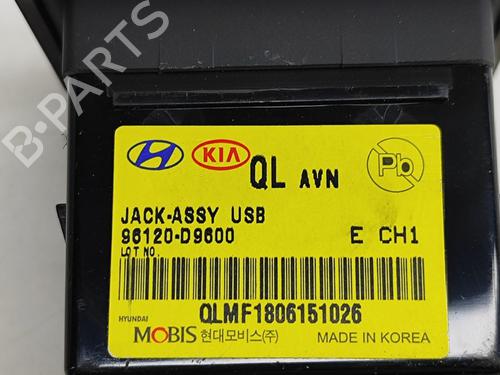 B-PARTS
KIA QL AVN Pb
JACK-ASSY USB
96120-D9600 E CH1
LOT NO.
QLMF1806151026
HYUNDAI
MOBIS 현대모비스(주) MADE IN KOREA